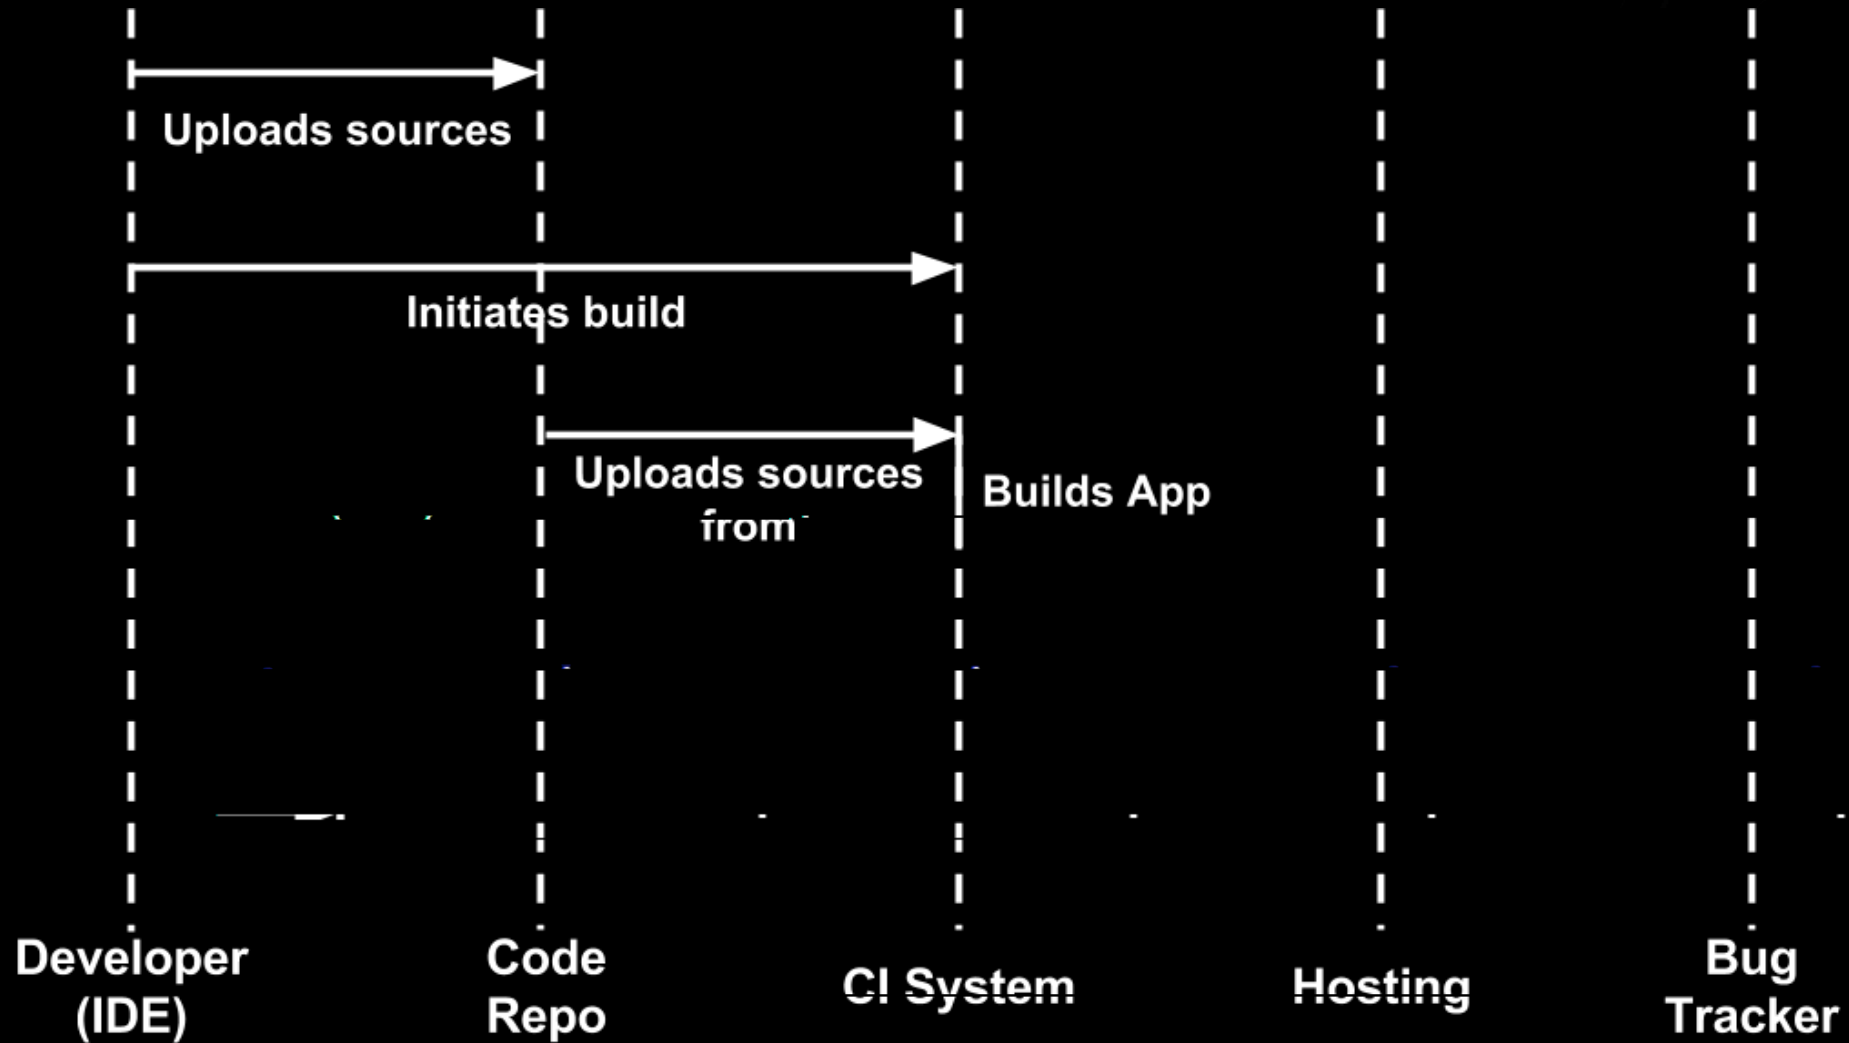 Uploads sources
Initiates build
Uploads sources
from
Builds App
Developer
(IDE)
Code
Repo
CI System
Hosting
Bug
Tracker